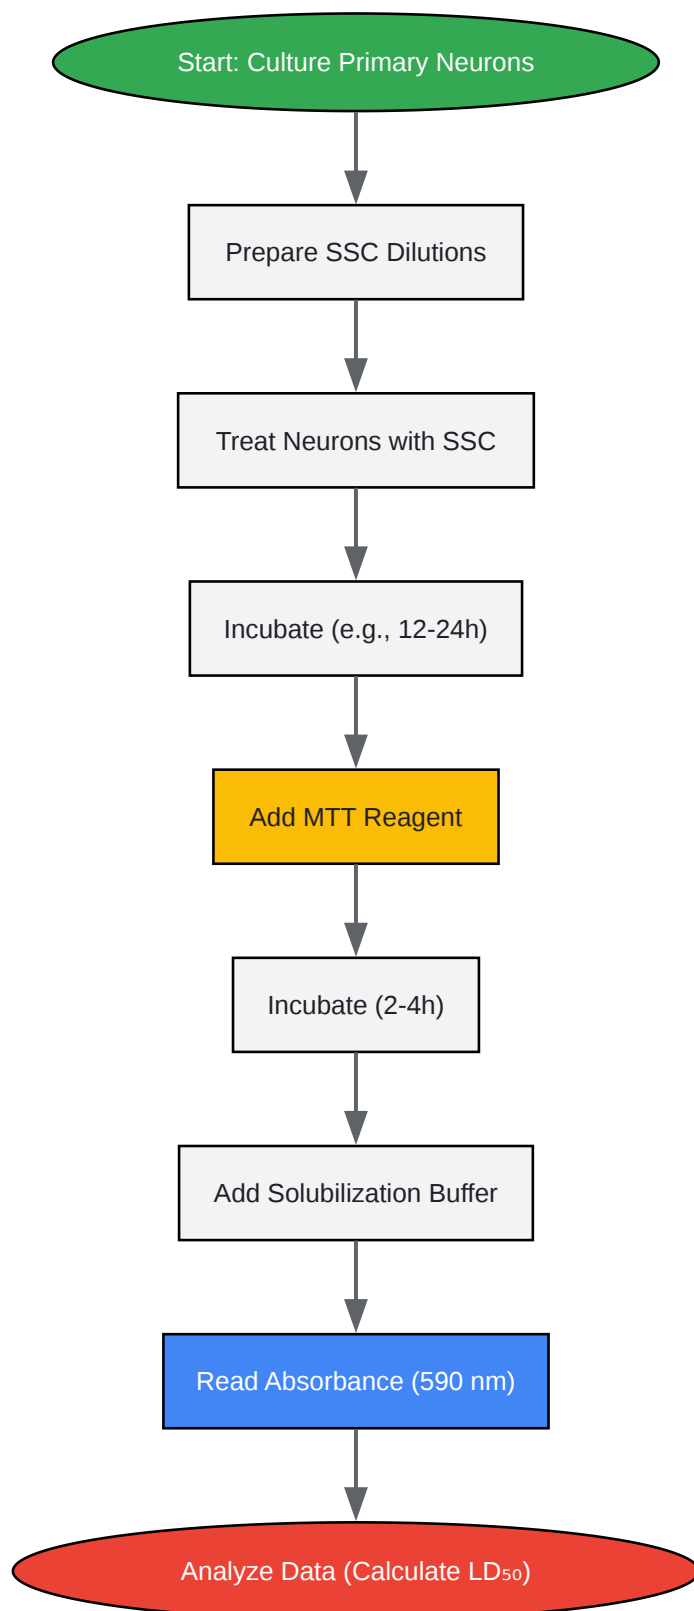 Start: Culture Primary Neurons
Prepare SSC Dilutions
Treat Neurons with SSC
Incubate (e.g., 12-24h)
Add MTT Reagent
Incubate (2-4h)
Add Solubilization Buffer
Read Absorbance (590 nm)
Analyze Data (Calculate LD₅₀)